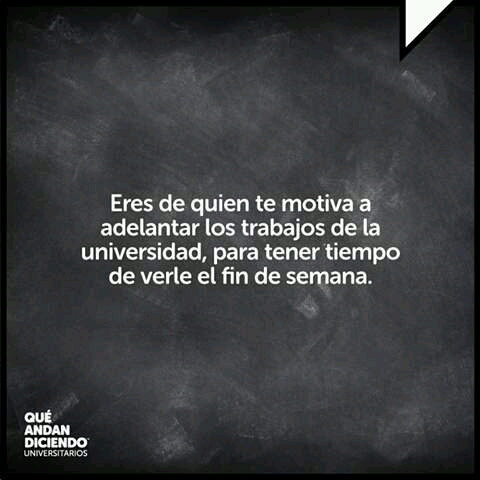 Eres de quien te motiva a
adelantar los trabajos de la
universidad, para tener tiempo
de verle el fin de semana.
QUÉ
ANDAN
DICIENDO
UNIVERSITARIOS